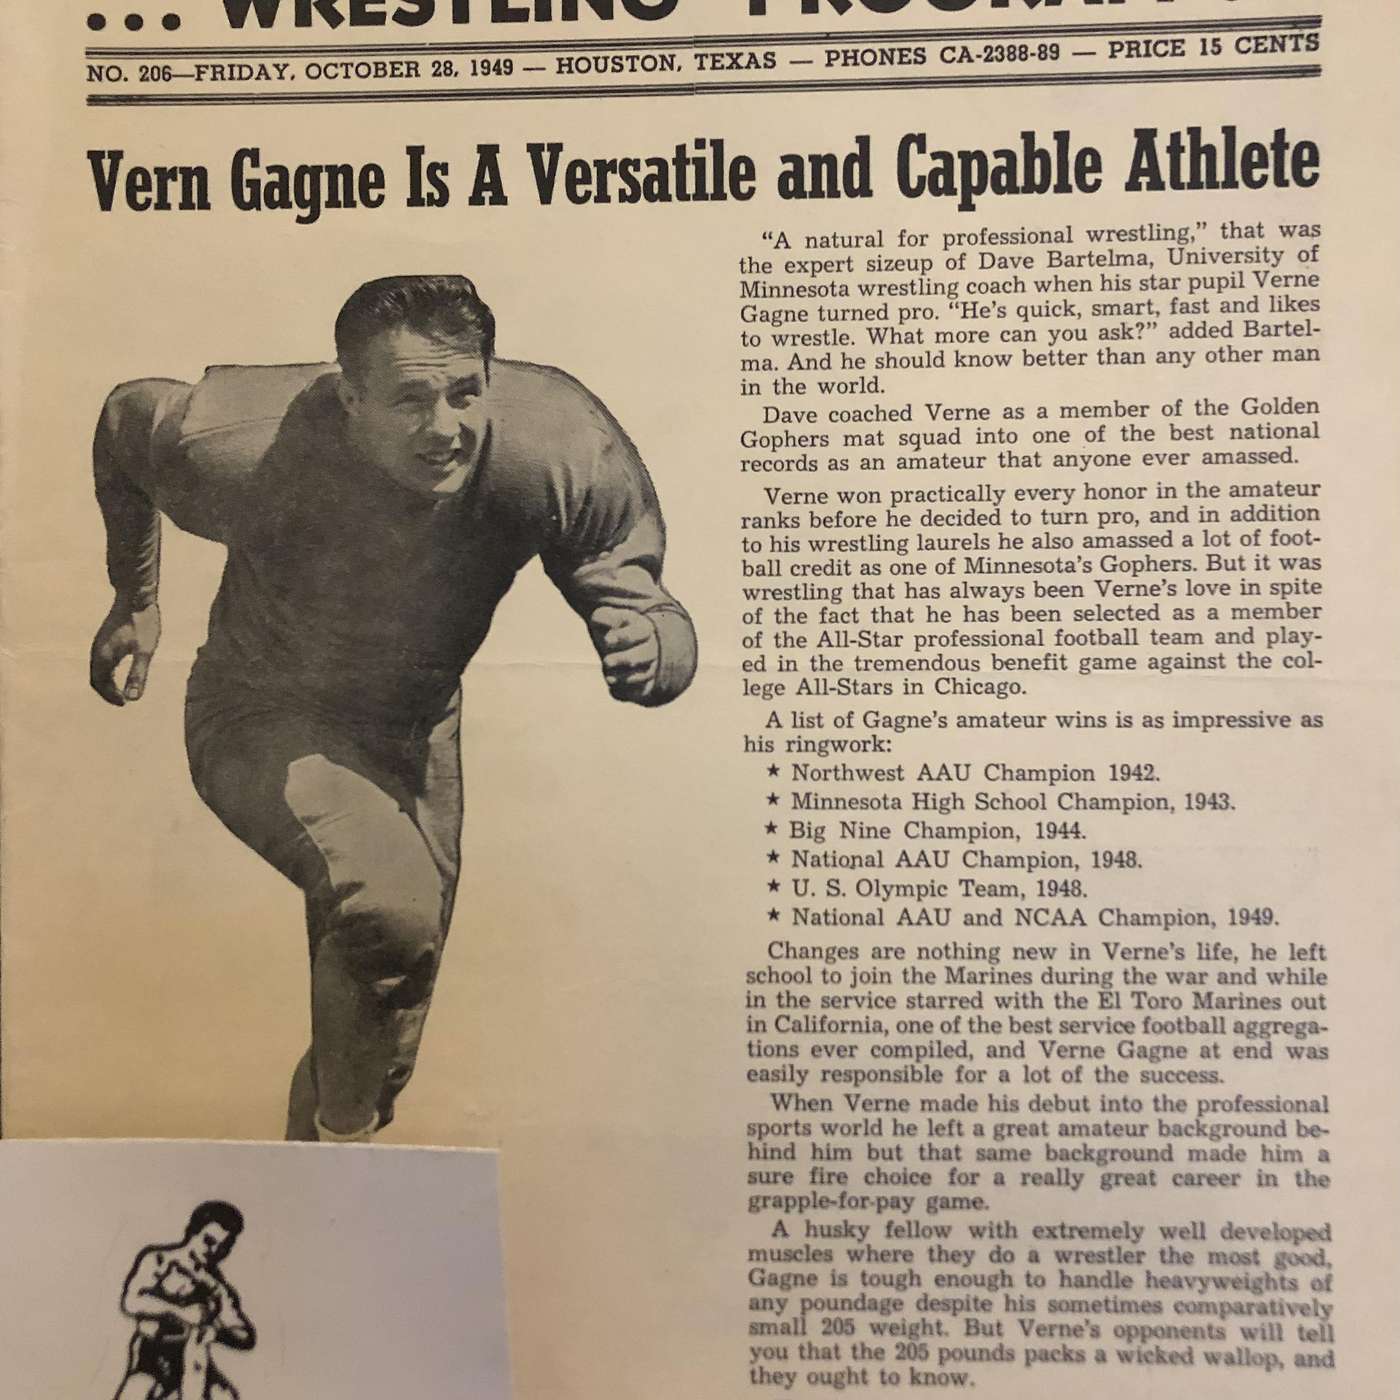 ... WRESTLING PROGRAM
NO. 206—FRIDAY, OCTOBER 28, 1949 — HOUSTON, TEXAS — PHONES CA-2388-89 — PRICE 15 CENTS
Vern Gagne Is A Versatile and Capable Athlete
"A natural for professional wrestling," that was
the expert sizeup of Dave Bartelma, University of
Minnesota wrestling coach when his star pupil Verne
Gagne turned pro. "He's quick, smart, fast and likes
to wrestle. What more can you ask?" added Bartel-
ma. And he should know better than any other man
in the world.
Dave coached Verne as a member of the Golden
Gophers mat squad into one of the best national
records as an amateur that anyone ever amassed.
Verne won practically every honor in the amateur
ranks before he decided to turn pro, and in addition
to his wrestling laurels he also amassed a lot of foot-
ball credit as one of Minnesota's Gophers. But it was
wrestling that has always been Verne's love in spite
of the fact that he has been selected as a member
of the All-Star professional football team and play-
ed in the tremendous benefit game against the col-
lege All-Stars in Chicago.
A list of Gagne's amateur wins is as impressive as
his ringwork:
★ Northwest AAU Champion 1942.
★ Minnesota High School Champion, 1943.
★ Big Nine Champion, 1944.
★ National AAU Champion, 1948.
★ U. S. Olympic Team, 1948.
★ National AAU and NCAA Champion, 1949.
Changes are nothing new in Verne's life, he left
school to join the Marines during the war and while
in the service starred with the El Toro Marines out
in California, one of the best service football aggrega-
tions ever compiled, and Verne Gagne at end was
easily responsible for a lot of the success.
When Verne made his debut into the professional
sports world he left a great amateur background be-
hind him but that same background made him a
sure fire choice for a really great career in the
grapple-for-pay game.
A husky fellow with extremely well developed
muscles where they do a wrestler the most good,
Gagne is tough enough to handle heavyweights of
any poundage despite his sometimes comparatively
small 205 weight. But Verne's opponents will tell
you that the 205 pounds packs a wicked wallop, and
they ought to know.